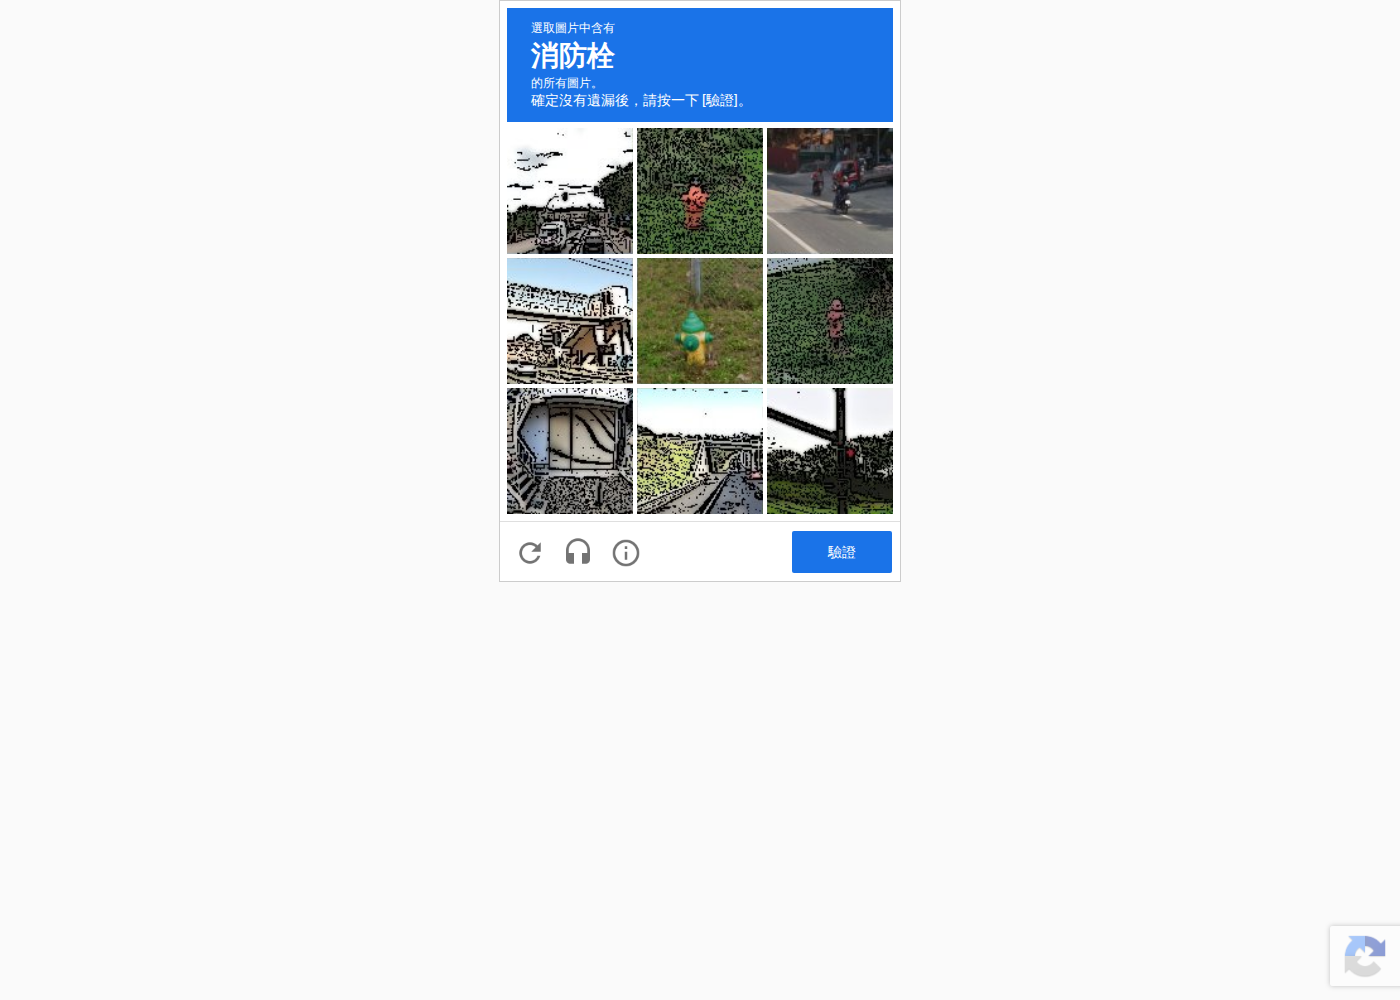 選取圖片中含有
消防栓
的所有圖片。
確定沒有遺漏後，請按一下 [驗證]。
驗證